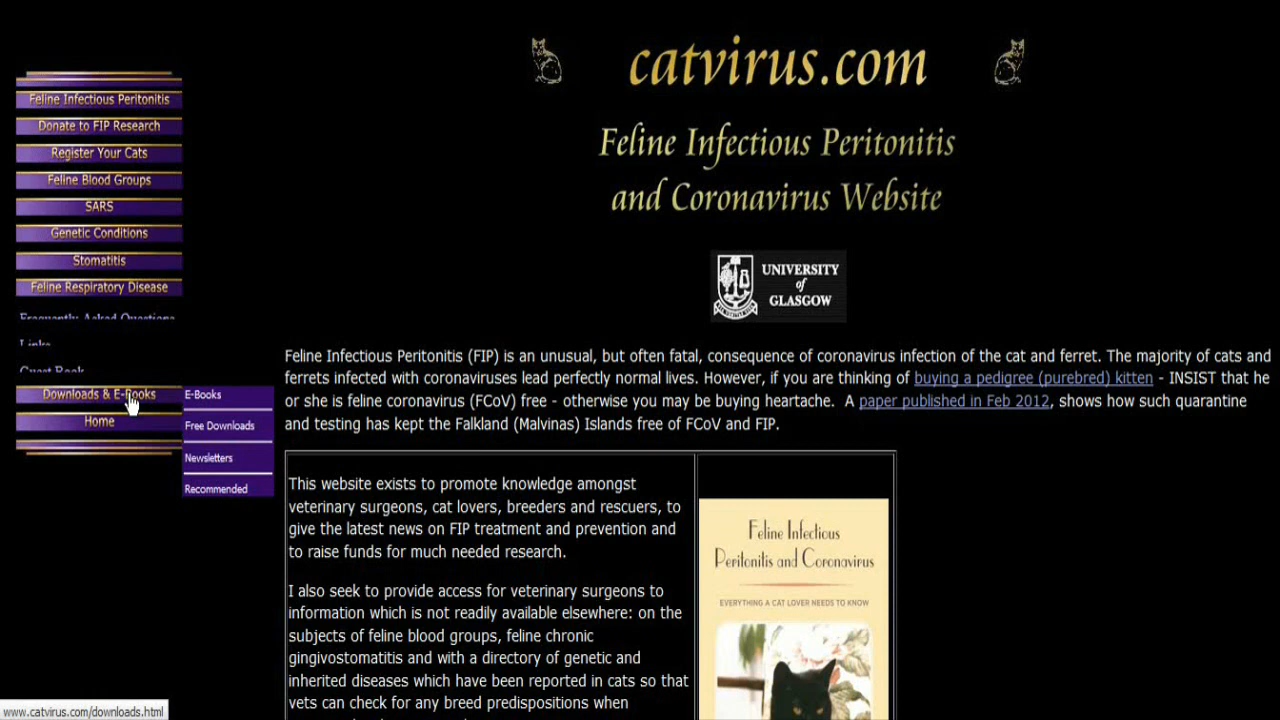 catvirus.com
Feline Infectious Peritonitis
and Coronavirus Website
UNIVERSITY
of
GLASGOW
Feline Infectious Peritonitis
Donate to FIP Research
Register Your Cats
Feline Blood Groups
SARS
Genetic Conditions
Stomatitis
Feline Respiratory Disease
Frequently Asked Questions
Links
Guest Book
Downloads & E-Books
Home
E-Books
Free Downloads
Newsletters
Recommended
Feline Infectious Peritonitis (FIP) is an unusual, but often fatal, consequence of coronavirus infection of the cat and ferret. The majority of cats and
ferrets infected with coronaviruses lead perfectly normal lives. However, if you are thinking of buying a pedigree (purebred) kitten - INSIST that he
or she is feline coronavirus (FCoV) free - otherwise you may be buying heartache. A paper published in Feb 2012, shows how such quarantine
and testing has kept the Falkland (Malvinas) Islands free of FCoV and FIP.
This website exists to promote knowledge amongst
veterinary surgeons, cat lovers, breeders and rescuers, to
give the latest news on FIP treatment and prevention and
to raise funds for much needed research.
I also seek to provide access for veterinary surgeons to
information which is not readily available elsewhere: on the
subjects of feline blood groups, feline chronic
gingivostomatitis and with a directory of genetic and
inherited diseases which have been reported in cats so that
vets can check for any breed predispositions when
Feline Infectious
Peritonitis and Coronavirus
EVERYTHING A CAT LOVER NEEDS TO KNOW
www.catvirus.com/downloads.html